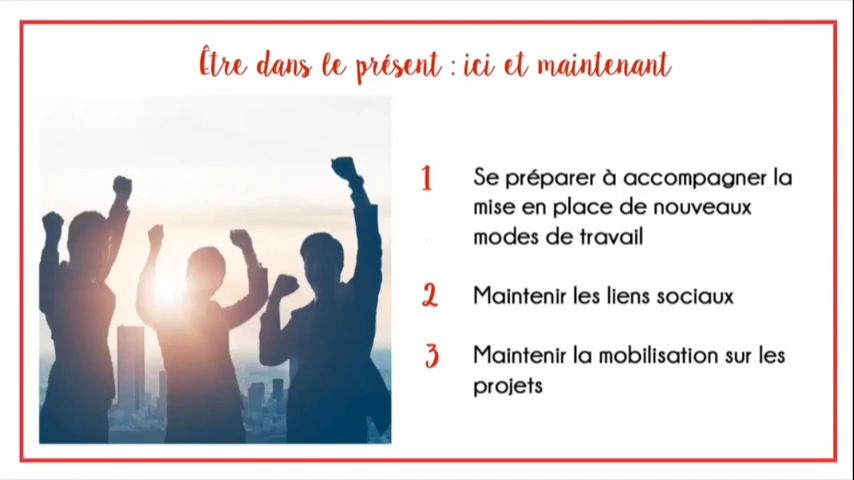 Être dans le présent : ici et maintenant
1 Se préparer à accompagner la
mise en place de nouveaux
modes de travail
2 Maintenir les liens sociaux
3 Maintenir la mobilisation sur les
projets